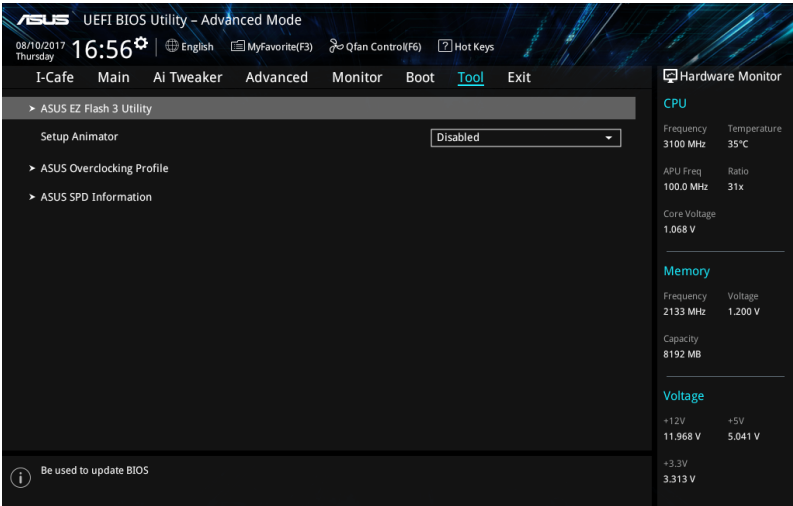 ASUS UEFI BIOS Utility – Advanced Mode
08/10/2017 Thursday 16:56 English MyFavorite(F3) Qfan Control(F6) ? Hot Keys
I-Cafe Main Ai Tweaker Advanced Monitor Boot Tool Exit
> ASUS EZ Flash 3 Utility
Setup Animator Disabled
> ASUS Overclocking Profile
> ASUS SPD Information
i Be used to update BIOS
Hardware Monitor
CPU
Frequency Temperature
3100 MHz 35°C
APU Freq Ratio
100.0 MHz 31x
Core Voltage
1.068 V
Memory
Frequency Voltage
2133 MHz 1.200 V
Capacity
8192 MB
Voltage
+12V +5V
11.968 V 5.041 V
+3.3V
3.313 V